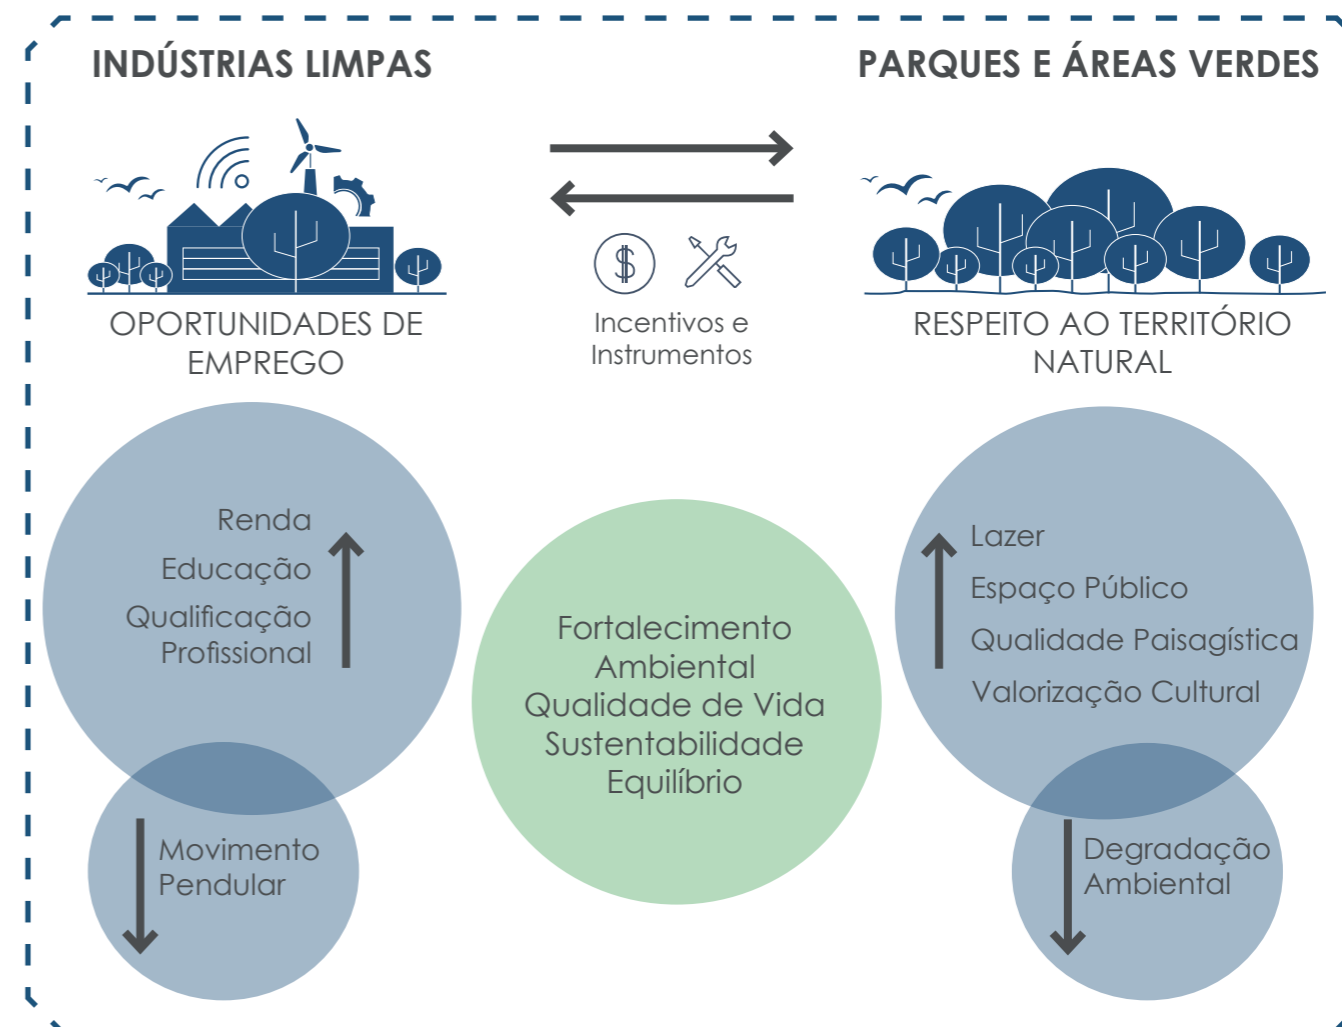 INDÚSTRIAS LIMPAS
PARQUES E ÁREAS VERDES
$
Incentivos e
Instrumentos
OPORTUNIDADES DE
EMPREGO
RESPEITO AO TERRITÓRIO
NATURAL
Renda
Educação
Qualificação
Profissional
Movimento
Pendular
Fortalecimento
Ambiental
Qualidade de Vida
Sustentabilidade
Equilíbrio
Lazer
Espaço Público
Qualidade Paisagística
Valorização Cultural
Degradação
Ambiental